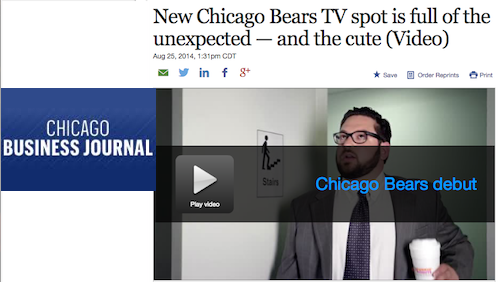 New Chicago Bears TV spot is full of the
unexpected — and the cute (Video)
Aug 25, 2014, 1:31pm CDT
Save
Order Reprints
Print
CHICAGO
BUSINESS JOURNAL
Stairs
Play video
Chicago Bears debut